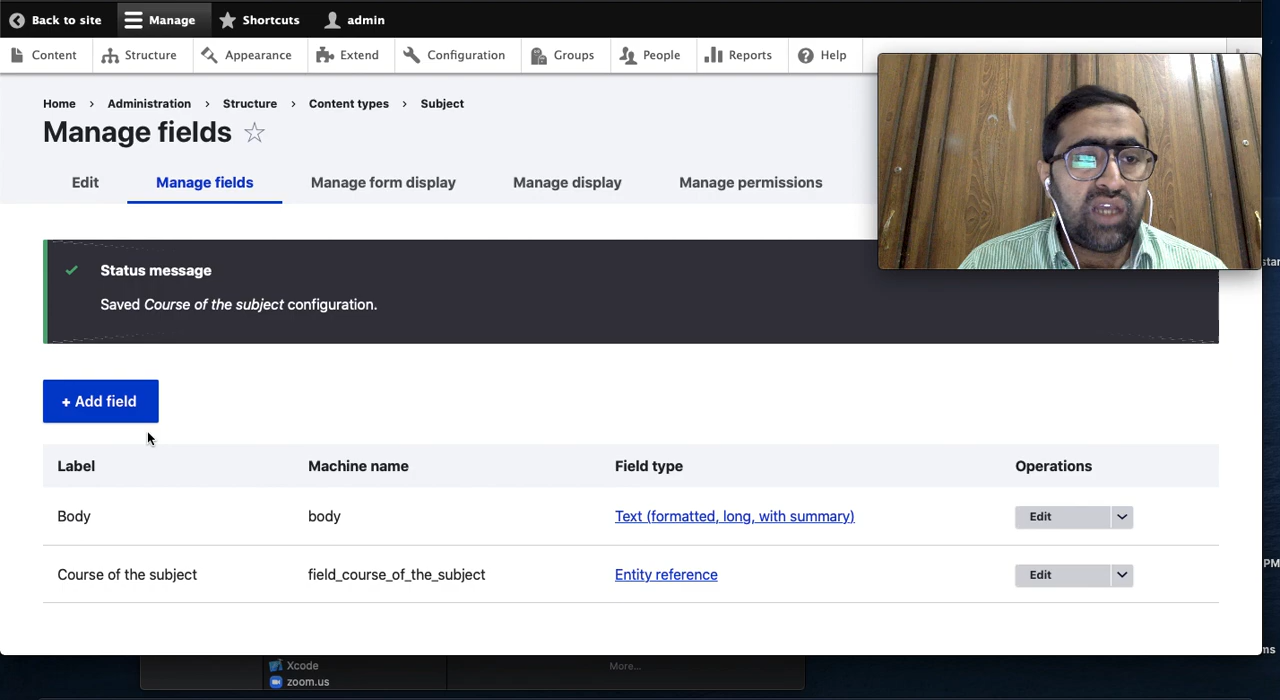 Back to site Manage Shortcuts admin
Content Structure Appearance Extend Configuration Groups People Reports Help
Home › Administration › Structure › Content types › Subject
Manage fields
Edit Manage fields Manage form display Manage display Manage permissions
Status message
Saved Course of the subject configuration.
+ Add field
Label Machine name Field type Operations
Body body Text (formatted, long, with summary) Edit
Course of the subject field_course_of_the_subject Entity reference Edit
Xcode More...
zoom.us
star
PM
ms